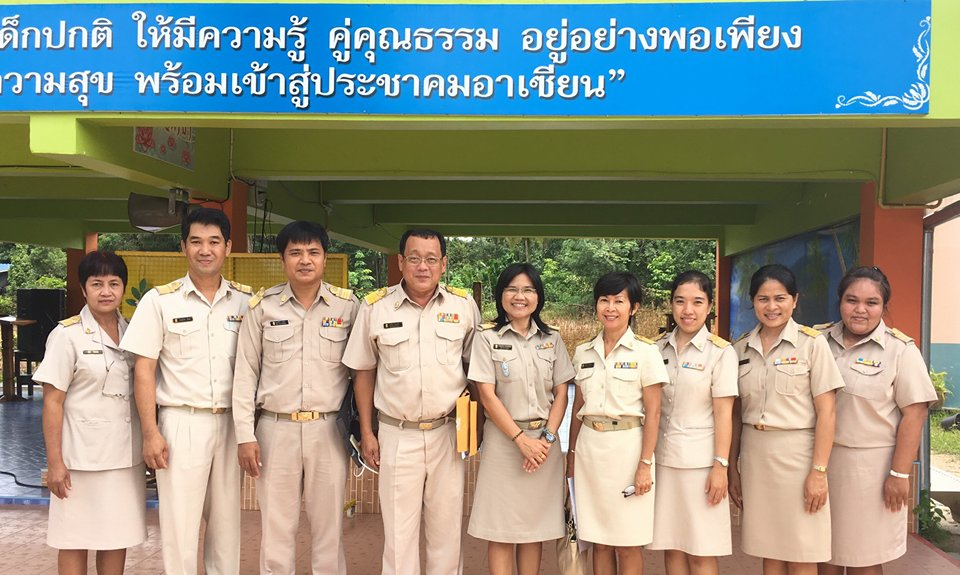 ด็กปกติ ให้มีความรู้ คู่คุณธรรม อยู่อย่างพอเพียง
ความสุข พร้อมเข้าสู่ประชาคมอาเซียน”